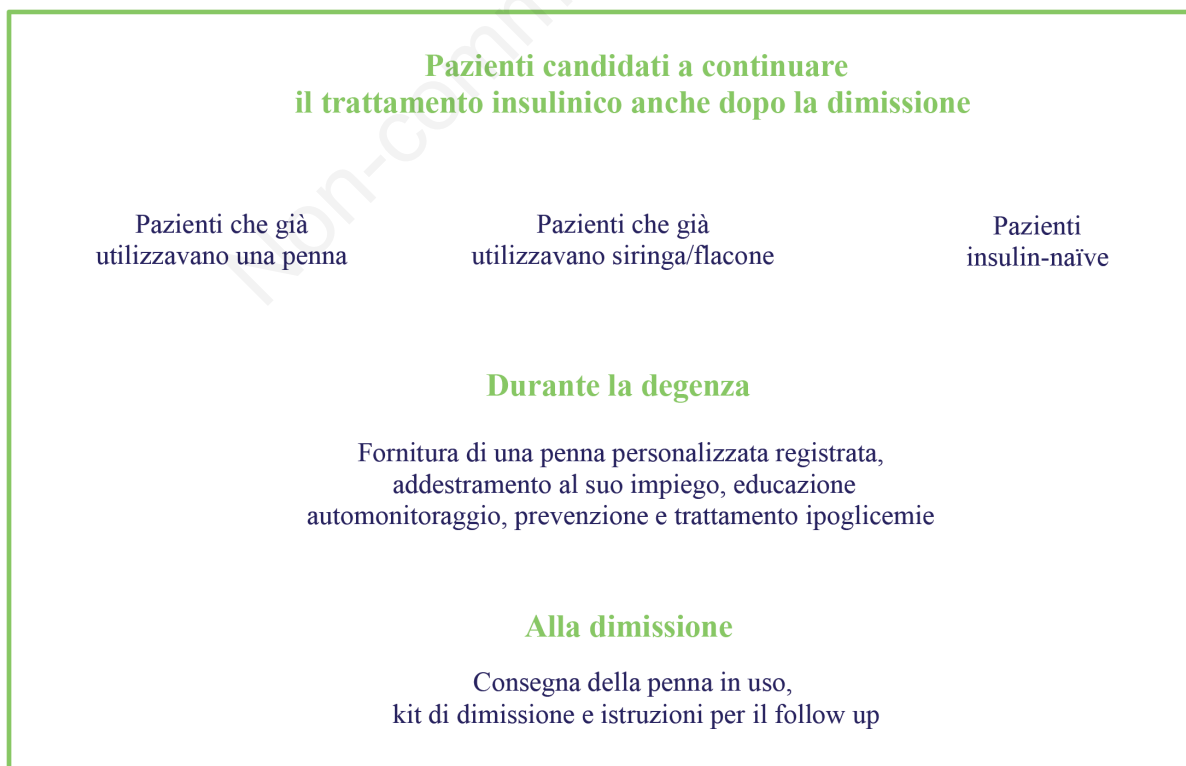 Pazienti candidati a continuare
il trattamento insulinico anche dopo la dimissione
Pazienti che già
utilizzavano una penna
Pazienti che già
utilizzavano siringa/flacone
Pazienti
insulin-naïve
Durante la degenza
Fornitura di una penna personalizzata registrata,
addestramento al suo impiego, educazione
automonitoraggio, prevenzione e trattamento ipoglicemie
Alla dimissione
Consegna della penna in uso,
kit di dimissione e istruzioni per il follow up